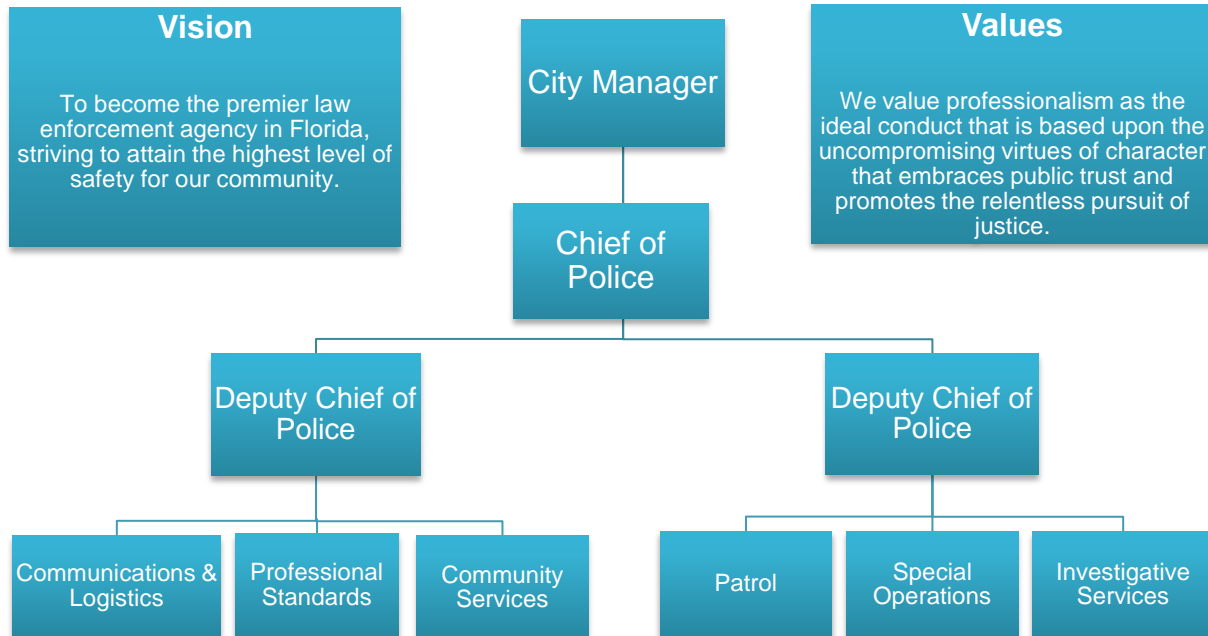 Vision
To become the premier law
enforcement agency in Florida,
striving to attain the highest level of
safety for our community.
City Manager
Values
We value professionalism as the
ideal conduct that is based upon the
uncompromising virtues of character
that embraces public trust and
promotes the relentless pursuit of
justice.
Chief of
Police
Deputy Chief of
Police
Deputy Chief of
Police
Communications &
Logistics
Professional
Standards
Community
Services
Patrol
Special
Operations
Investigative
Services